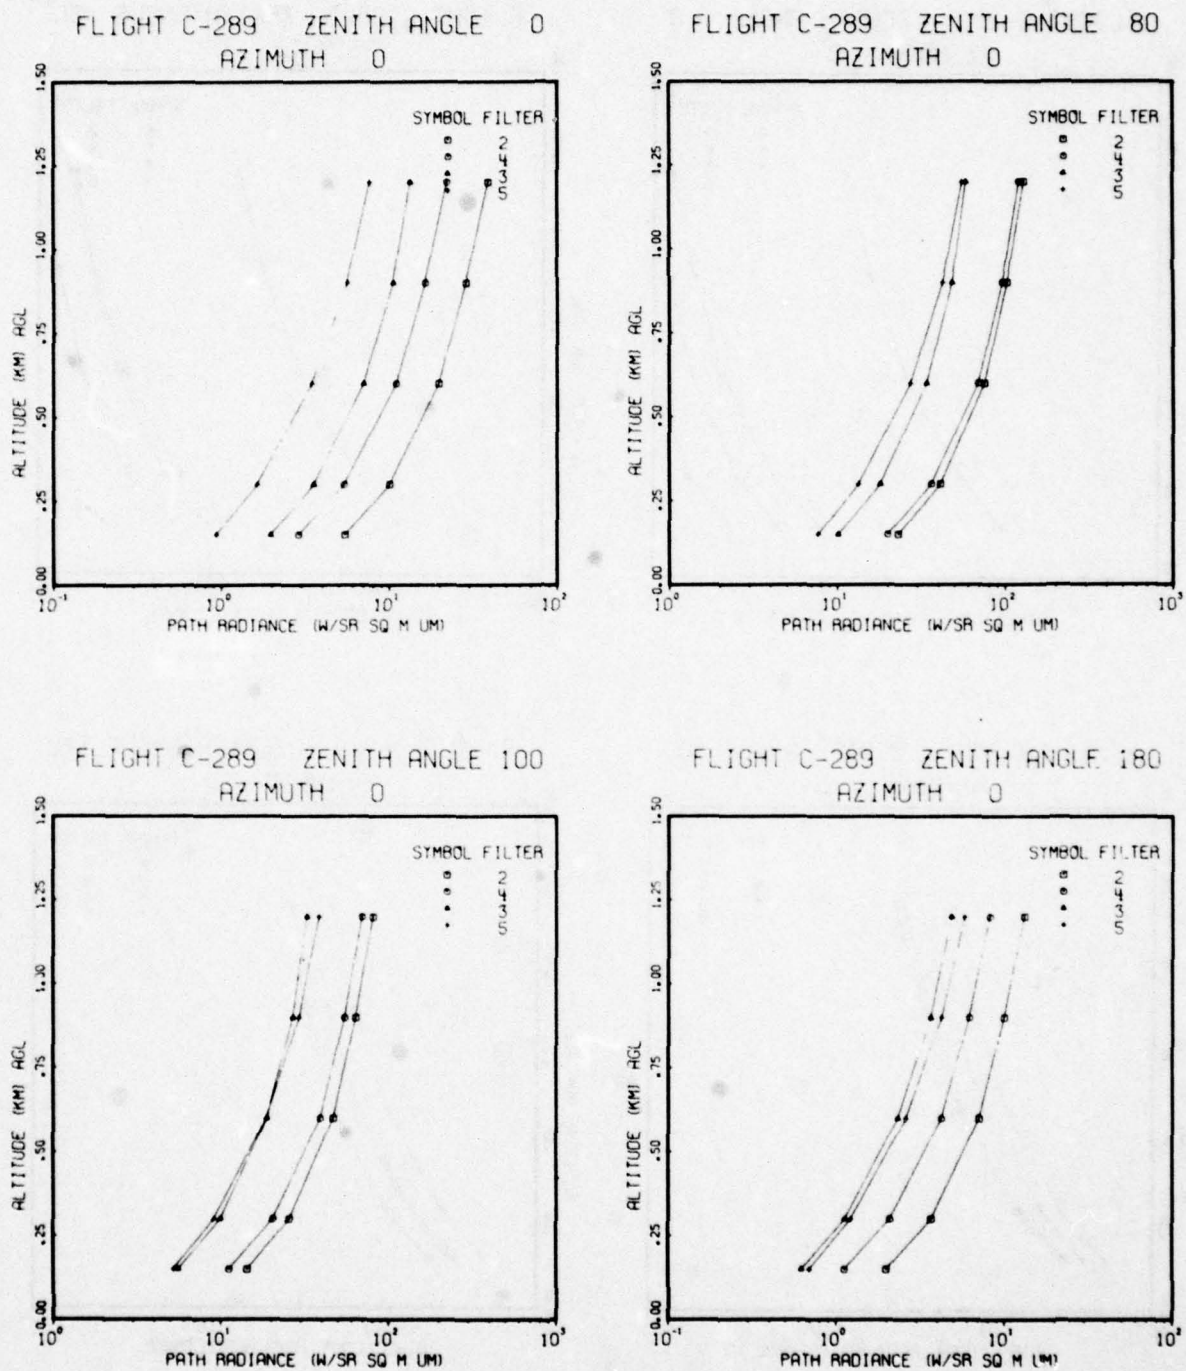 FLIGHT C-289 ZENITH ANGLE 0
AZIMUTH 0
SYMBOL FILTER
2
4
3
5
1.50
1.25
1.00
.75
.50
.25
0.00
ALTITUDE (KM) AGL
10⁻¹ 10⁰ 10¹ 10²
PATH RADIANCE (W/SR SQ M UM)
FLIGHT C-289 ZENITH ANGLE 80
AZIMUTH 0
SYMBOL FILTER
2
4
3
5
1.50
1.25
1.00
.75
.50
.25
0.00
ALTITUDE (KM) AGL
10⁰ 10¹ 10² 10³
PATH RADIANCE (W/SR SQ M UM)
FLIGHT C-289 ZENITH ANGLE 100
AZIMUTH 0
SYMBOL FILTER
2
4
3
5
1.50
1.25
1.00
.75
.50
.25
0.00
ALTITUDE (KM) AGL
10⁰ 10¹ 10² 10³
PATH RADIANCE (W/SR SQ M UM)
FLIGHT C-289 ZENITH ANGLE 180
AZIMUTH 0
SYMBOL FILTER
2
4
3
5
1.50
1.25
1.00
.75
.50
.25
0.00
ALTITUDE (KM) AGL
10⁻¹ 10⁰ 10¹ 10²
PATH RADIANCE (W/SR SQ M UM)